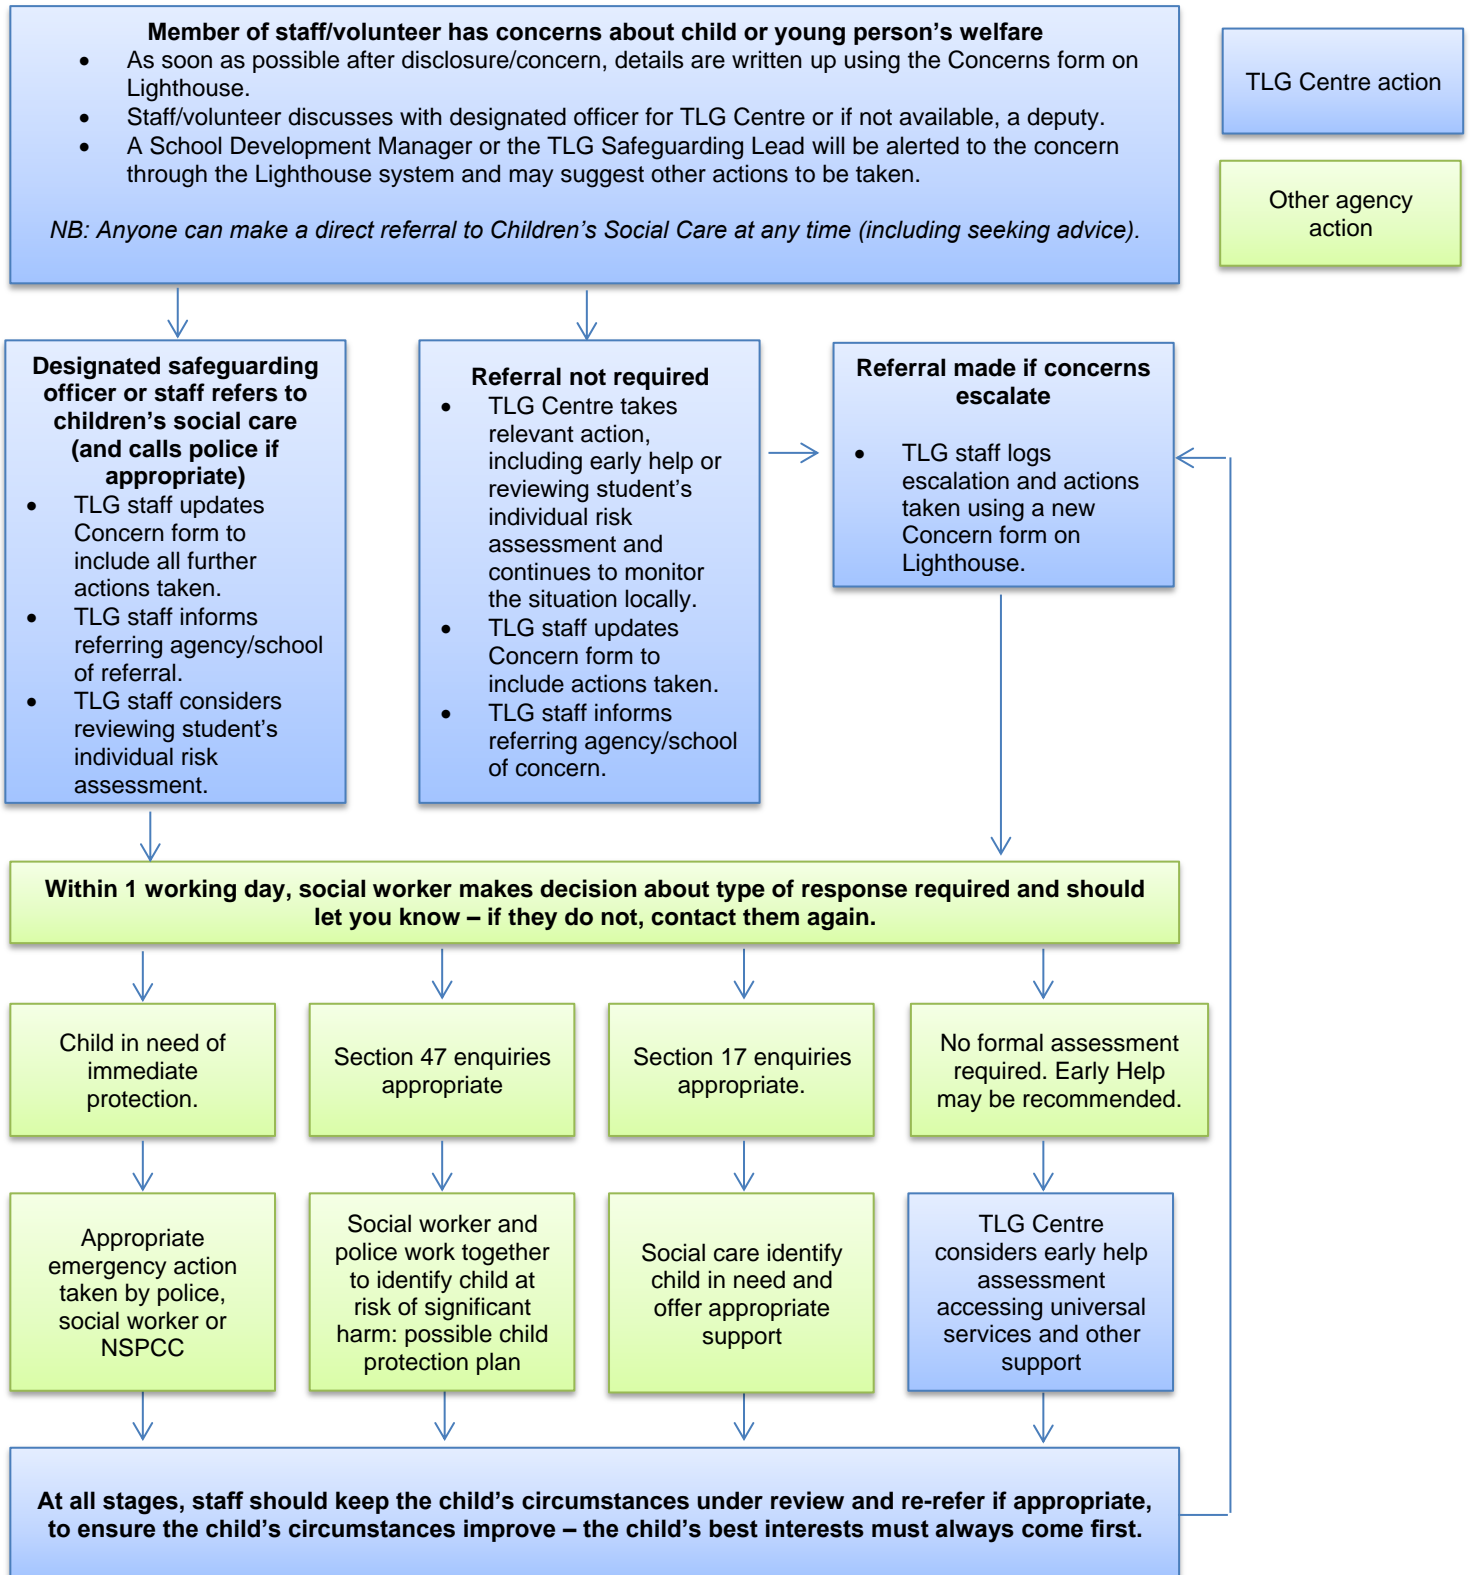 Member of staff/volunteer has concerns about child or young person's welfare
• As soon as possible after disclosure/concern, details are written up using the Concerns form on
Lighthouse.
• Staff/volunteer discusses with designated officer for TLG Centre or if not available, a deputy.
• A School Development Manager or the TLG Safeguarding Lead will be alerted to the concern
through the Lighthouse system and may suggest other actions to be taken.
NB: Anyone can make a direct referral to Children's Social Care at any time (including seeking advice).
TLG Centre action
Other agency
action
Designated safeguarding
officer or staff refers to
children's social care
(and calls police if
appropriate)
• TLG staff updates
Concern form to
include all further
actions taken.
• TLG staff informs
referring agency/school
of referral.
• TLG staff considers
reviewing student's
individual risk
assessment.
Referral not required
• TLG Centre takes
relevant action,
including early help or
reviewing student's
individual risk
assessment and
continues to monitor
the situation locally.
• TLG staff updates
Concern form to
include actions taken.
• TLG staff informs
referring agency/school
of concern.
Referral made if concerns
escalate
• TLG staff logs
escalation and actions
taken using a new
Concern form on
Lighthouse.
Within 1 working day, social worker makes decision about type of response required and should
let you know – if they do not, contact them again.
Child in need of
immediate
protection.
Section 47 enquiries
appropriate
Section 17 enquiries
appropriate.
No formal assessment
required. Early Help
may be recommended.
Appropriate
emergency action
taken by police,
social worker or
NSPCC
Social worker and
police work together
to identify child at
risk of significant
harm: possible child
protection plan
Social care identify
child in need and
offer appropriate
support
TLG Centre
considers early help
assessment
accessing universal
services and other
support
At all stages, staff should keep the child's circumstances under review and re-refer if appropriate,
to ensure the child's circumstances improve – the child's best interests must always come first.